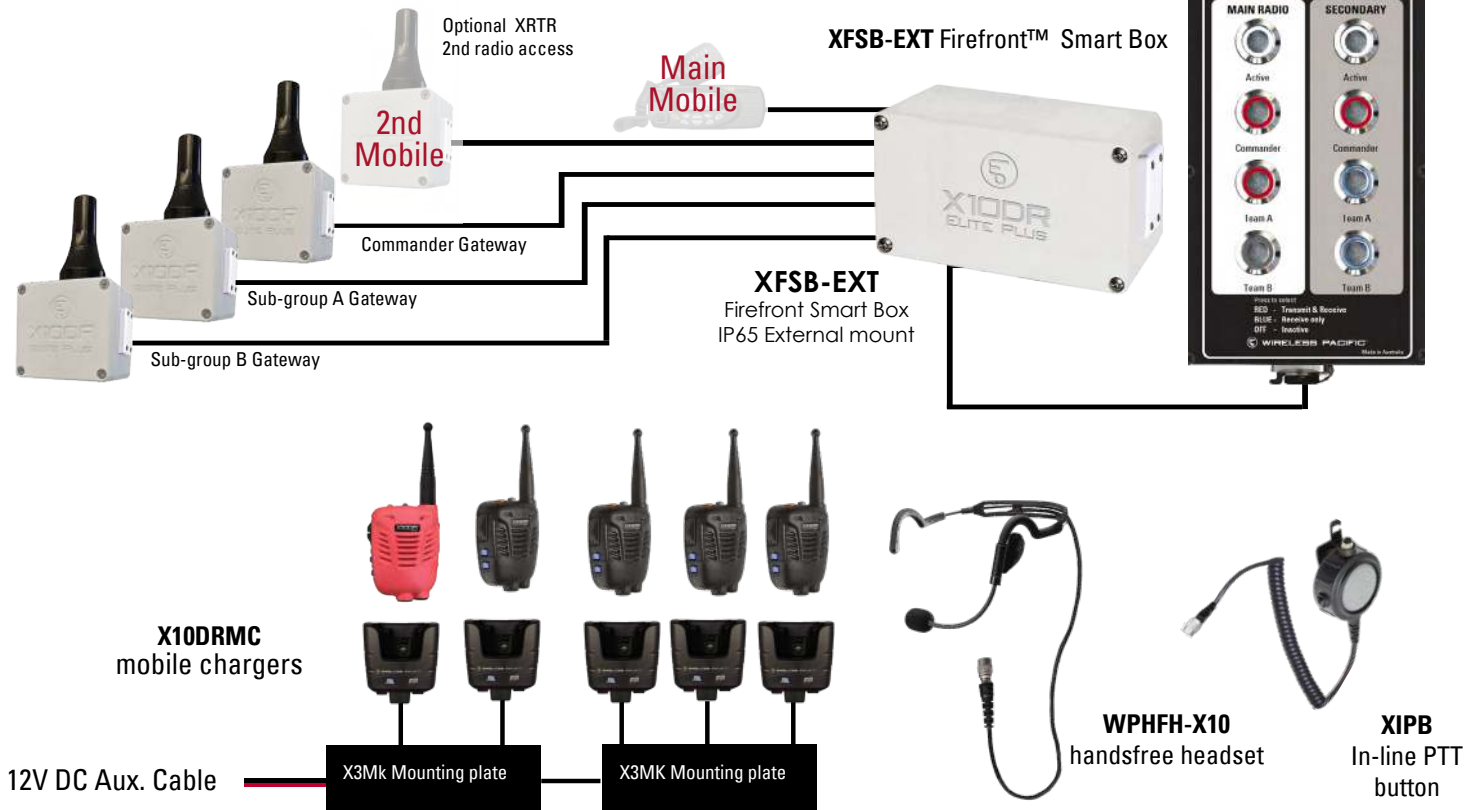 Optional XRTR
2nd radio access
XFSB-EXT Firefront™ Smart Box
Main
Mobile
2nd
Mobile
X10DR
ELITE PLUS
Commander Gateway
Sub-group A Gateway
Sub-group B Gateway
XFSB-EXT
Firefront Smart Box
IP65 External mount
MAIN RADIO
SECONDARY
Active
Active
Commander
Commander
Team A
Team A
Team B
Team B
Press to select
RED - Transmit & Receive
BLUE - Receive only
OFF - Inactive
WIRELESS PACIFIC
Made in Australia
X10DRMC
mobile chargers
12V DC Aux. Cable
X3Mk Mounting plate
X3MK Mounting plate
WPHFH-X10
handsfree headset
XIPB
In-line PTT
button